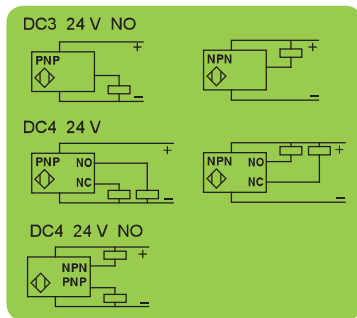 DC3 24 V NO
PNP + −
NPN + −
DC4 24 V
PNP NO NC + −
NPN NO NC + −
DC4 24 V NO
NPN PNP + −